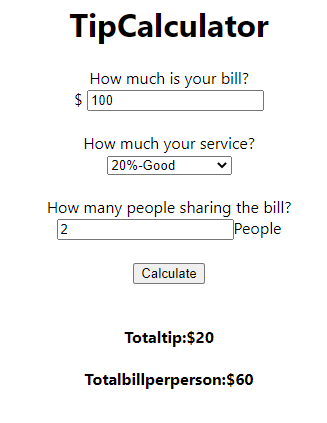 TipCalculator
How much is your bill?
$ 100
How much your service?
20%-Good
How many people sharing the bill?
2 People
Calculate
Totaltip:$20
Totalbillperperson:$60